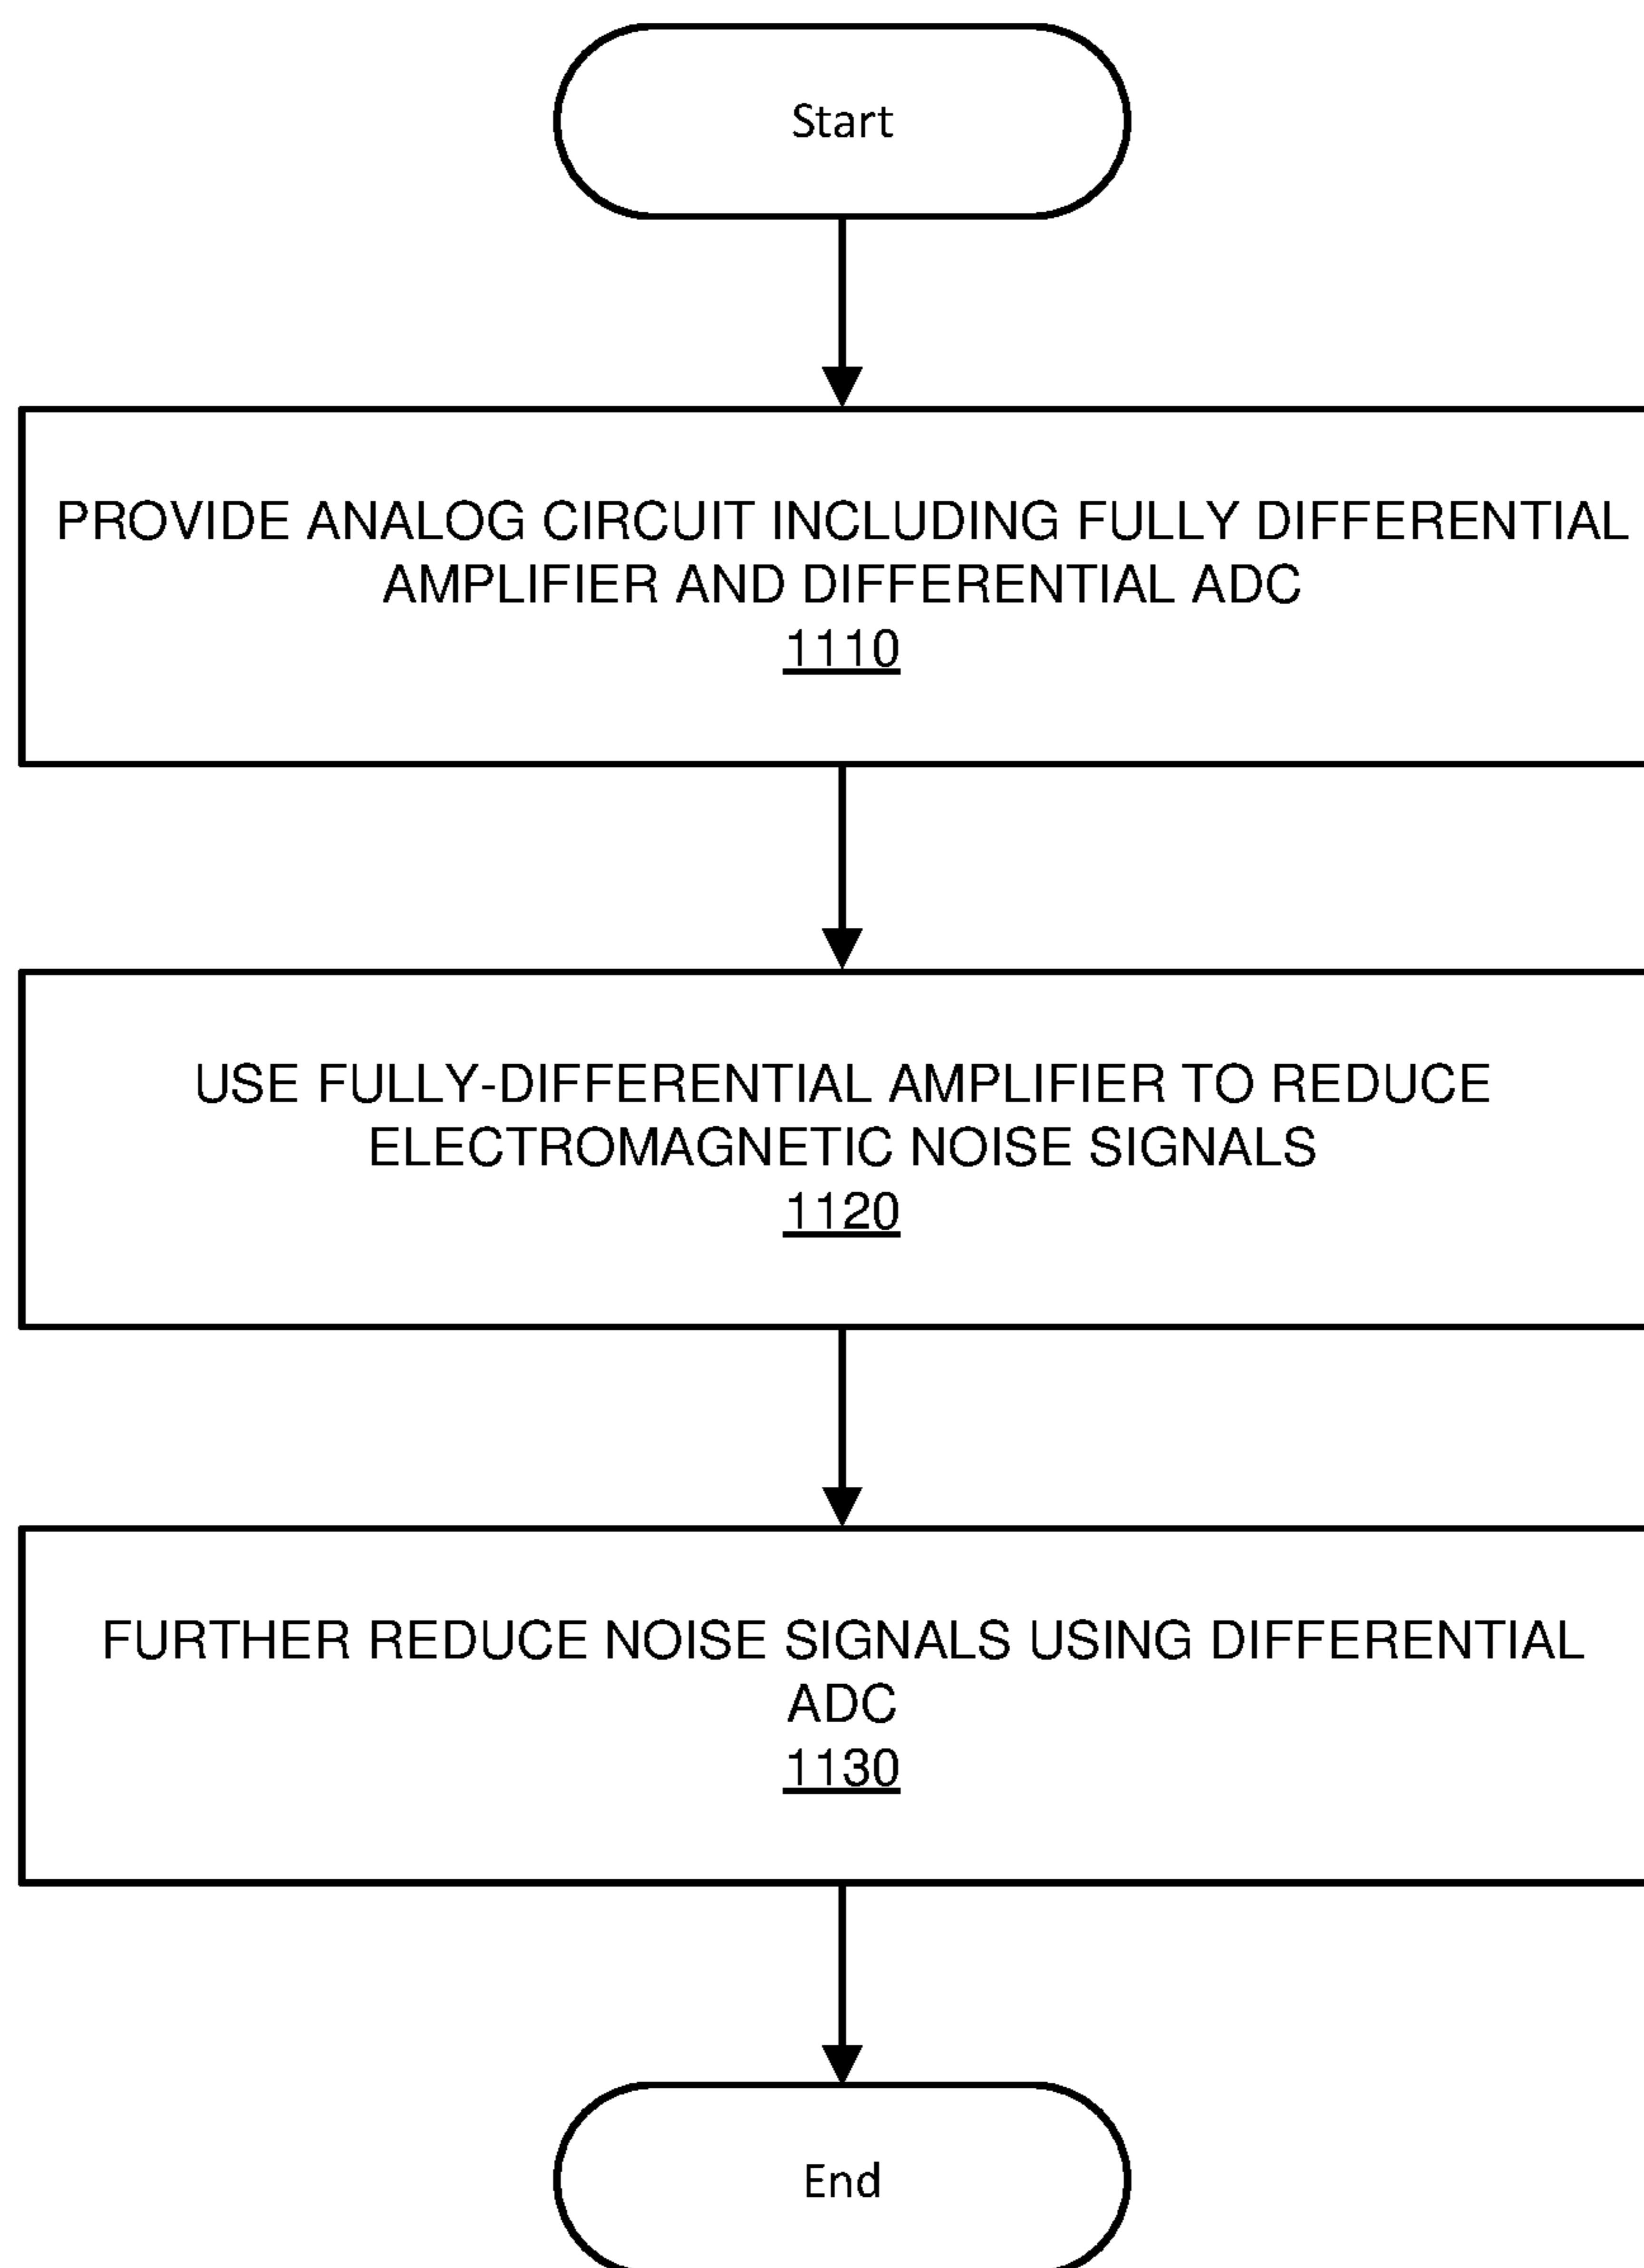 Start
PROVIDE ANALOG CIRCUIT INCLUDING FULLY DIFFERENTIAL
AMPLIFIER AND DIFFERENTIAL ADC
1110
USE FULLY-DIFFERENTIAL AMPLIFIER TO REDUCE
ELECTROMAGNETIC NOISE SIGNALS
1120
FURTHER REDUCE NOISE SIGNALS USING DIFFERENTIAL
ADC
1130
End